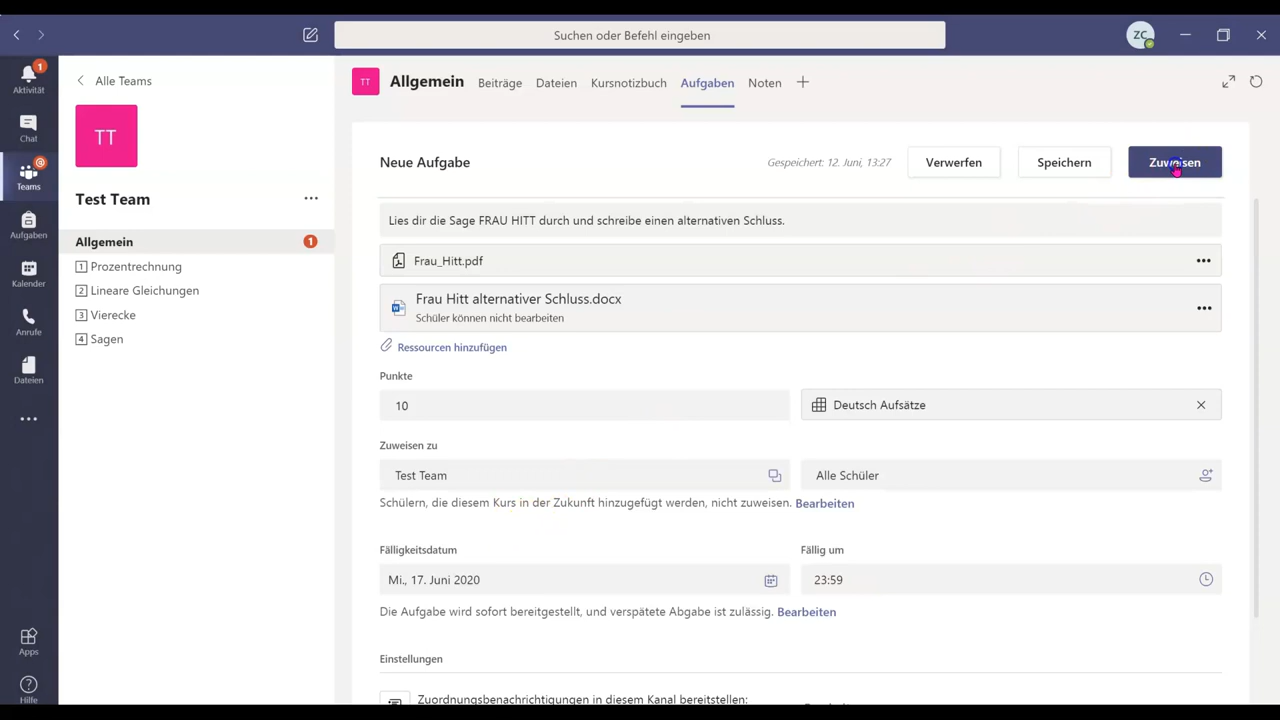 Suchen oder Befehl eingeben
ZC
1
Aktivität
Chat
@
Teams
Aufgaben
Kalender
Anrufe
Dateien
Apps
Hilfe
Alle Teams
TT
Test Team
Allgemein
1
1 Prozentrechnung
2 Lineare Gleichungen
3 Vierecke
4 Sagen
TT
Allgemein Beiträge Dateien Kursnotizbuch Aufgaben Noten
Neue Aufgabe
Gespeichert: 12. Juni, 13:27
Verwerfen
Speichern
Zuweisen
Lies dir die Sage FRAU HITT durch und schreibe einen alternativen Schluss.
Frau_Hitt.pdf
Frau Hitt alternativer Schluss.docx
Schüler können nicht bearbeiten
Ressourcen hinzufügen
Punkte
10
Deutsch Aufsätze
Zuweisen zu
Test Team
Alle Schüler
Schülern, die diesem Kurs in der Zukunft hinzugefügt werden, nicht zuweisen. Bearbeiten
Fälligkeitsdatum
Fällig um
Mi., 17. Juni 2020
23:59
Die Aufgabe wird sofort bereitgestellt, und verspätete Abgabe ist zulässig. Bearbeiten
Einstellungen
Zuordnungsbenachrichtigungen in diesem Kanal bereitstellen: